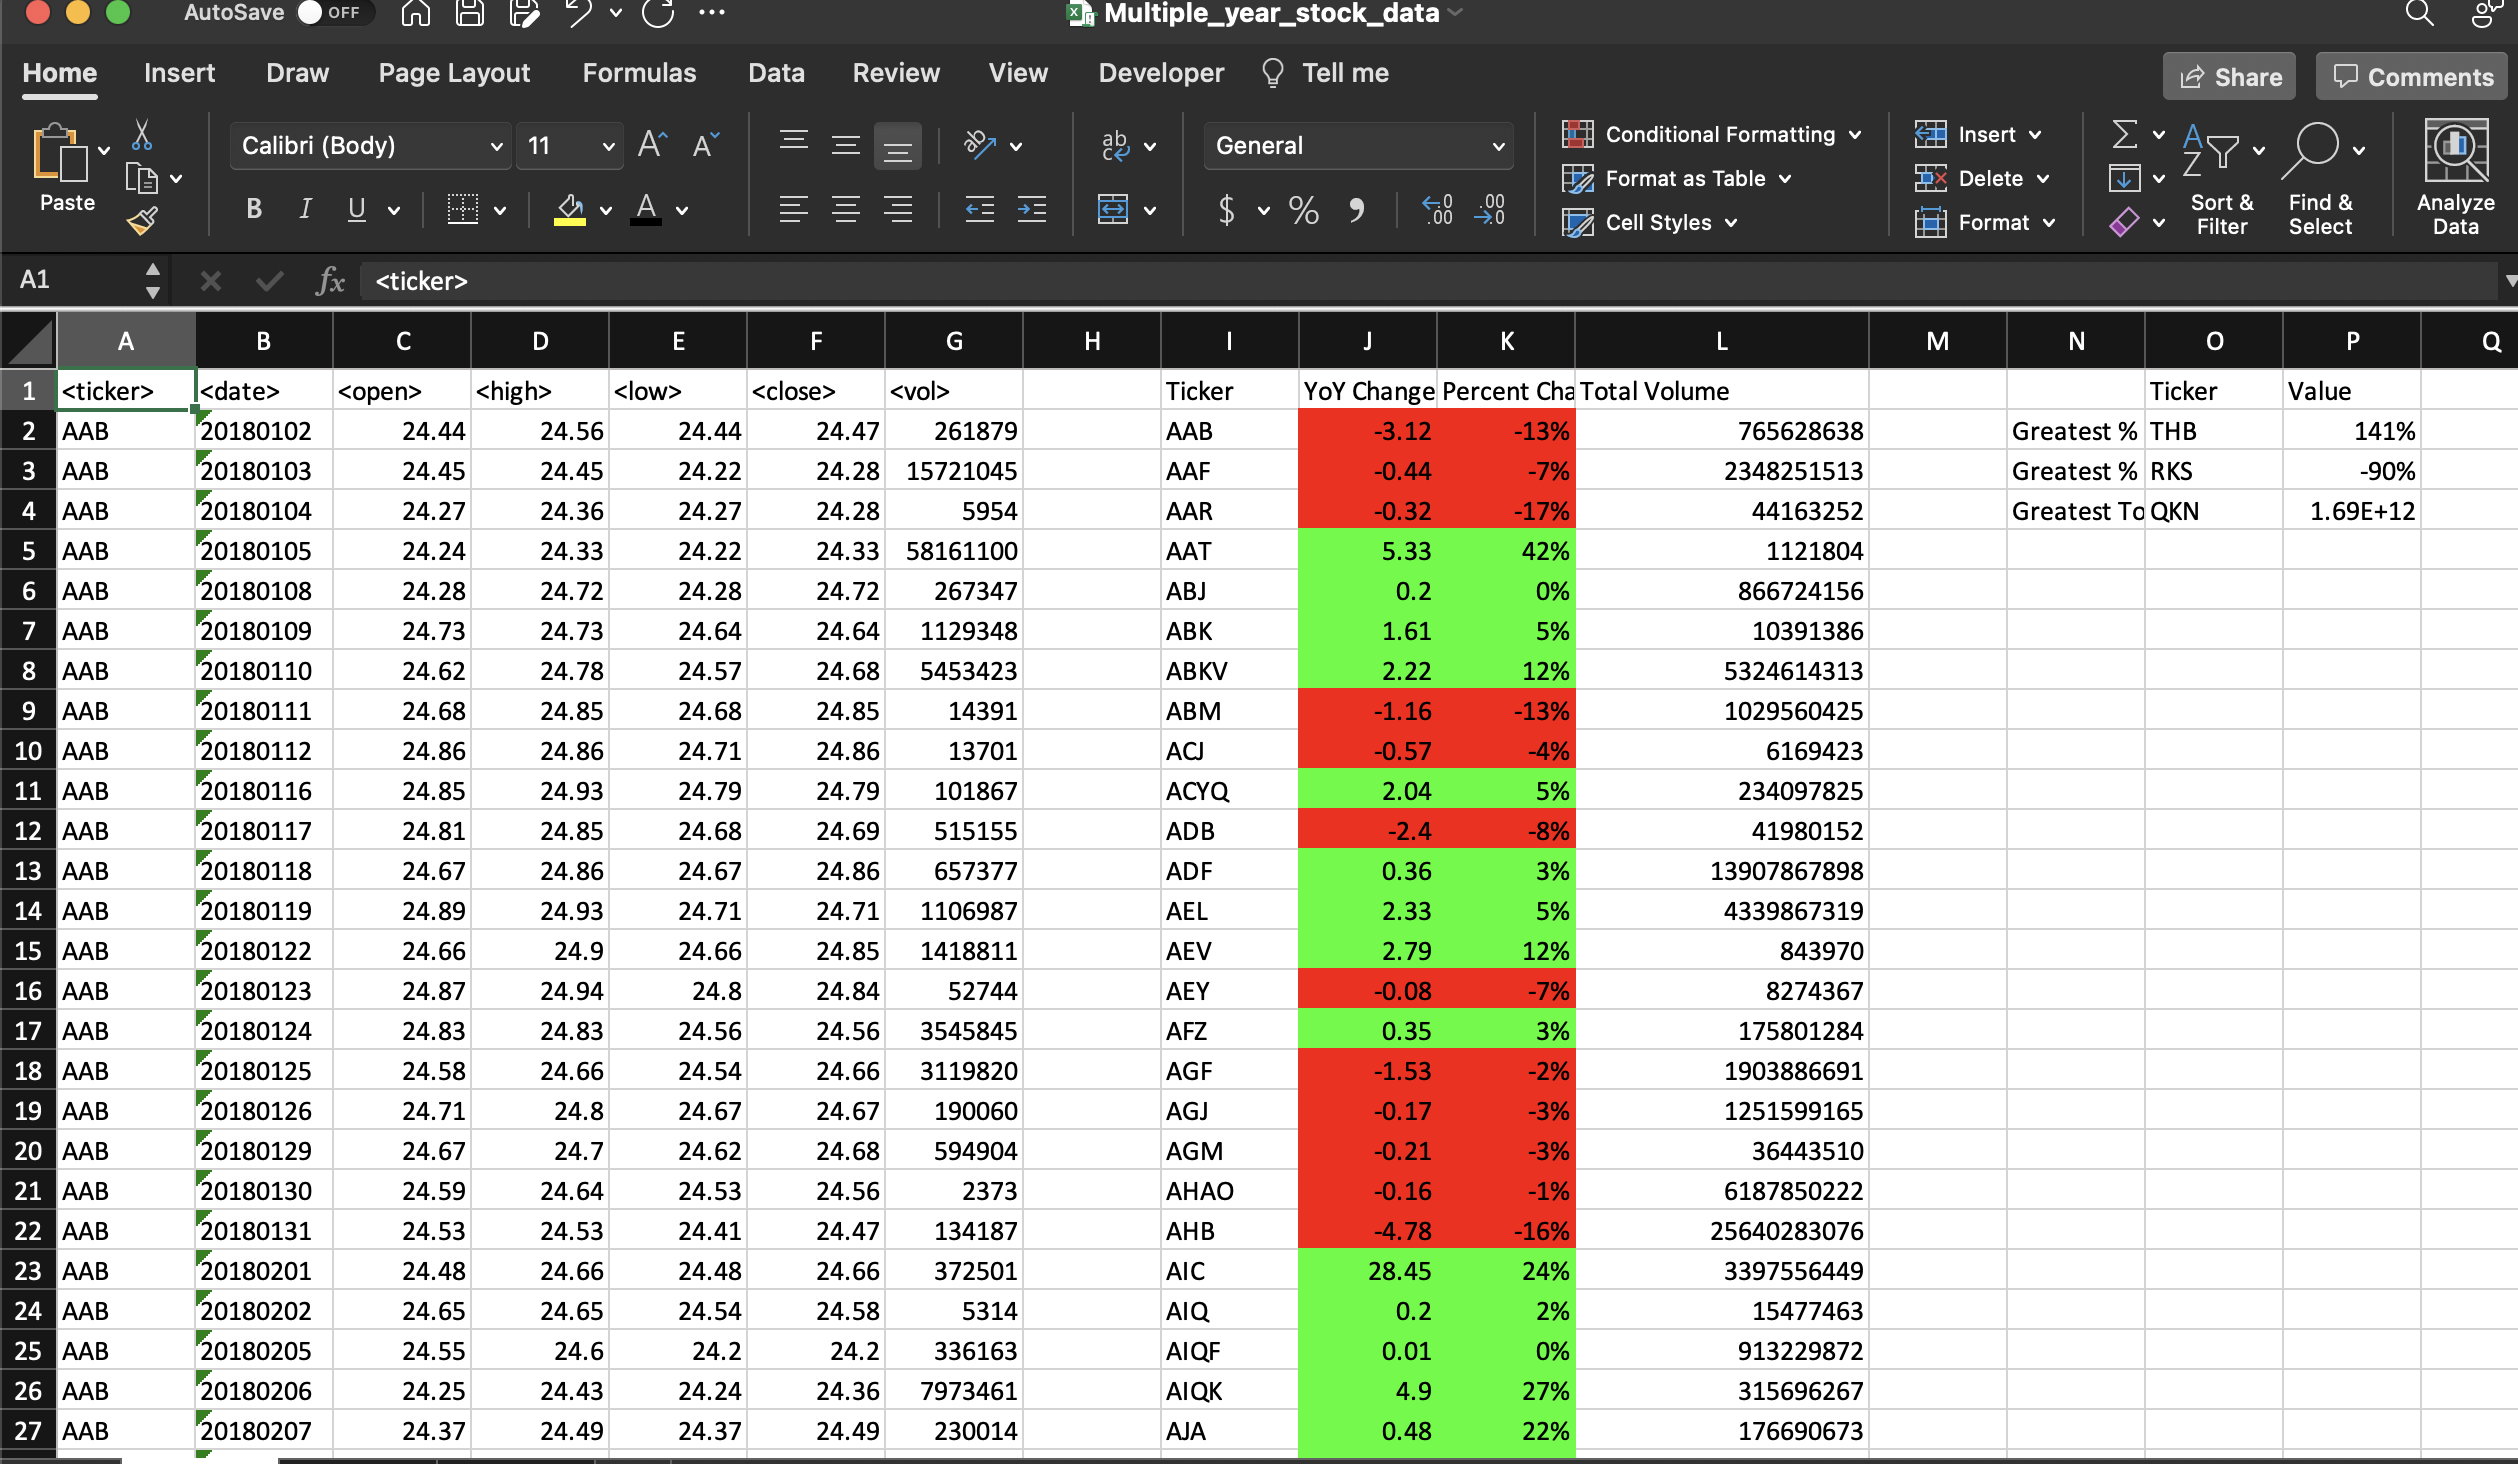 AutoSave OFF Multiple_year_stock_data
Home Insert Draw Page Layout Formulas Data Review View Developer Tell me Share Comments
Calibri (Body) 11 A A ab General Conditional Formatting Insert
Paste Format as Table Delete Sort & Filter Find & Select Analyze Data
B I U A $ % Cell Styles Format
A1 fx <ticker>
A B C D E F G H I J K L M N O P Q
1 <ticker> <date> <open> <high> <low> <close> <vol> Ticker YoY Change Percent Cha Total Volume Ticker Value
2 AAB 20180102 24.44 24.56 24.44 24.47 261879 AAB -3.12 -13% 765628638 Greatest % THB 141%
3 AAB 20180103 24.45 24.45 24.22 24.28 15721045 AAF -0.44 -7% 2348251513 Greatest % RKS -90%
4 AAB 20180104 24.27 24.36 24.27 24.28 5954 AAR -0.32 -17% 44163252 Greatest To QKN 1.69E+12
5 AAB 20180105 24.24 24.33 24.22 24.33 58161100 AAT 5.33 42% 1121804
6 AAB 20180108 24.28 24.72 24.28 24.72 267347 ABJ 0.2 0% 866724156
7 AAB 20180109 24.73 24.73 24.64 24.64 1129348 ABK 1.61 5% 10391386
8 AAB 20180110 24.62 24.78 24.57 24.68 5453423 ABKV 2.22 12% 5324614313
9 AAB 20180111 24.68 24.85 24.68 24.85 14391 ABM -1.16 -13% 1029560425
10 AAB 20180112 24.86 24.86 24.71 24.86 13701 ACJ -0.57 -4% 6169423
11 AAB 20180116 24.85 24.93 24.79 24.79 101867 ACYQ 2.04 5% 234097825
12 AAB 20180117 24.81 24.85 24.68 24.69 515155 ADB -2.4 -8% 41980152
13 AAB 20180118 24.67 24.86 24.67 24.86 657377 ADF 0.36 3% 13907867898
14 AAB 20180119 24.89 24.93 24.71 24.71 1106987 AEL 2.33 5% 4339867319
15 AAB 20180122 24.66 24.9 24.66 24.85 1418811 AEV 2.79 12% 843970
16 AAB 20180123 24.87 24.94 24.8 24.84 52744 AEY -0.08 -7% 8274367
17 AAB 20180124 24.83 24.83 24.56 24.56 3545845 AFZ 0.35 3% 175801284
18 AAB 20180125 24.58 24.66 24.54 24.66 3119820 AGF -1.53 -2% 1903886691
19 AAB 20180126 24.71 24.8 24.67 24.67 190060 AGJ -0.17 -3% 1251599165
20 AAB 20180129 24.67 24.7 24.62 24.68 594904 AGM -0.21 -3% 36443510
21 AAB 20180130 24.59 24.64 24.53 24.56 2373 AHAO -0.16 -1% 6187850222
22 AAB 20180131 24.53 24.53 24.41 24.47 134187 AHB -4.78 -16% 25640283076
23 AAB 20180201 24.48 24.66 24.48 24.66 372501 AIC 28.45 24% 3397556449
24 AAB 20180202 24.65 24.65 24.54 24.58 5314 AIQ 0.2 2% 15477463
25 AAB 20180205 24.55 24.6 24.2 24.2 336163 AIQF 0.01 0% 913229872
26 AAB 20180206 24.25 24.43 24.24 24.36 7973461 AIQK 4.9 27% 315696267
27 AAB 20180207 24.37 24.49 24.37 24.49 230014 AJA 0.48 22% 176690673